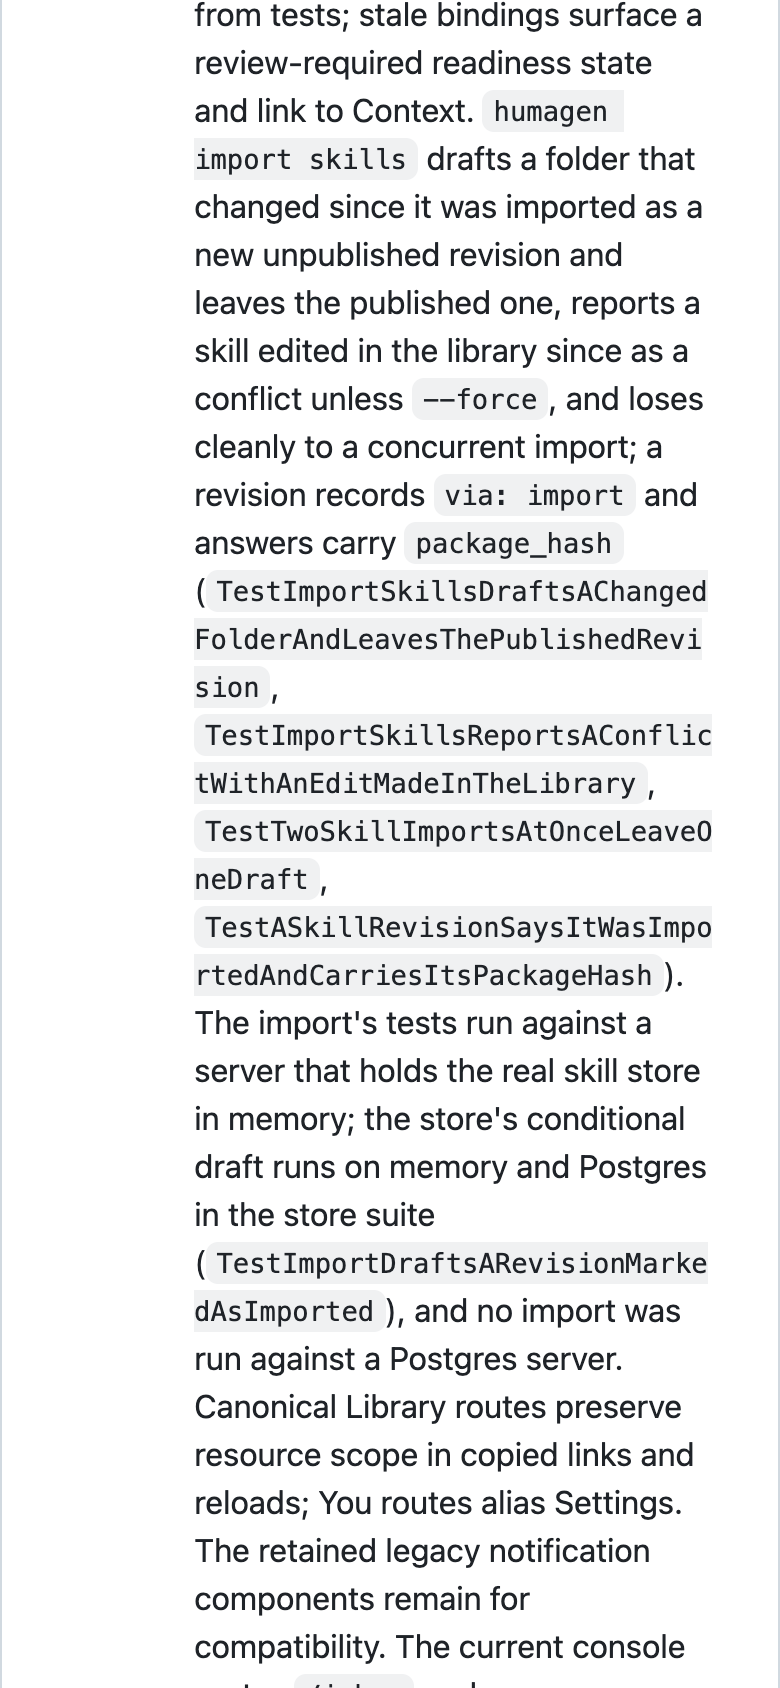 from tests; stale bindings surface a
review-required readiness state
and link to Context. humagen
import skills drafts a folder that
changed since it was imported as a
new unpublished revision and
leaves the published one, reports a
skill edited in the library since as a
conflict unless --force, and loses
cleanly to a concurrent import; a
revision records via: import and
answers carry package_hash
(TestImportSkillsDraftsAChanged
FolderAndLeavesThePublishedRevi
sion,
TestImportSkillsReportsAConflic
tWithAnEditMadeInTheLibrary,
TestTwoSkillImportsAtOnceLeaveO
neDraft,
TestASkillRevisionSaysItWasImpo
rtedAndCarriesItsPackageHash).
The import's tests run against a
server that holds the real skill store
in memory; the store's conditional
draft runs on memory and Postgres
in the store suite
(TestImportDraftsARevisionMarke
dAsImported), and no import was
run against a Postgres server.
Canonical Library routes preserve
resource scope in copied links and
reloads; You routes alias Settings.
The retained legacy notification
components remain for
compatibility. The current console